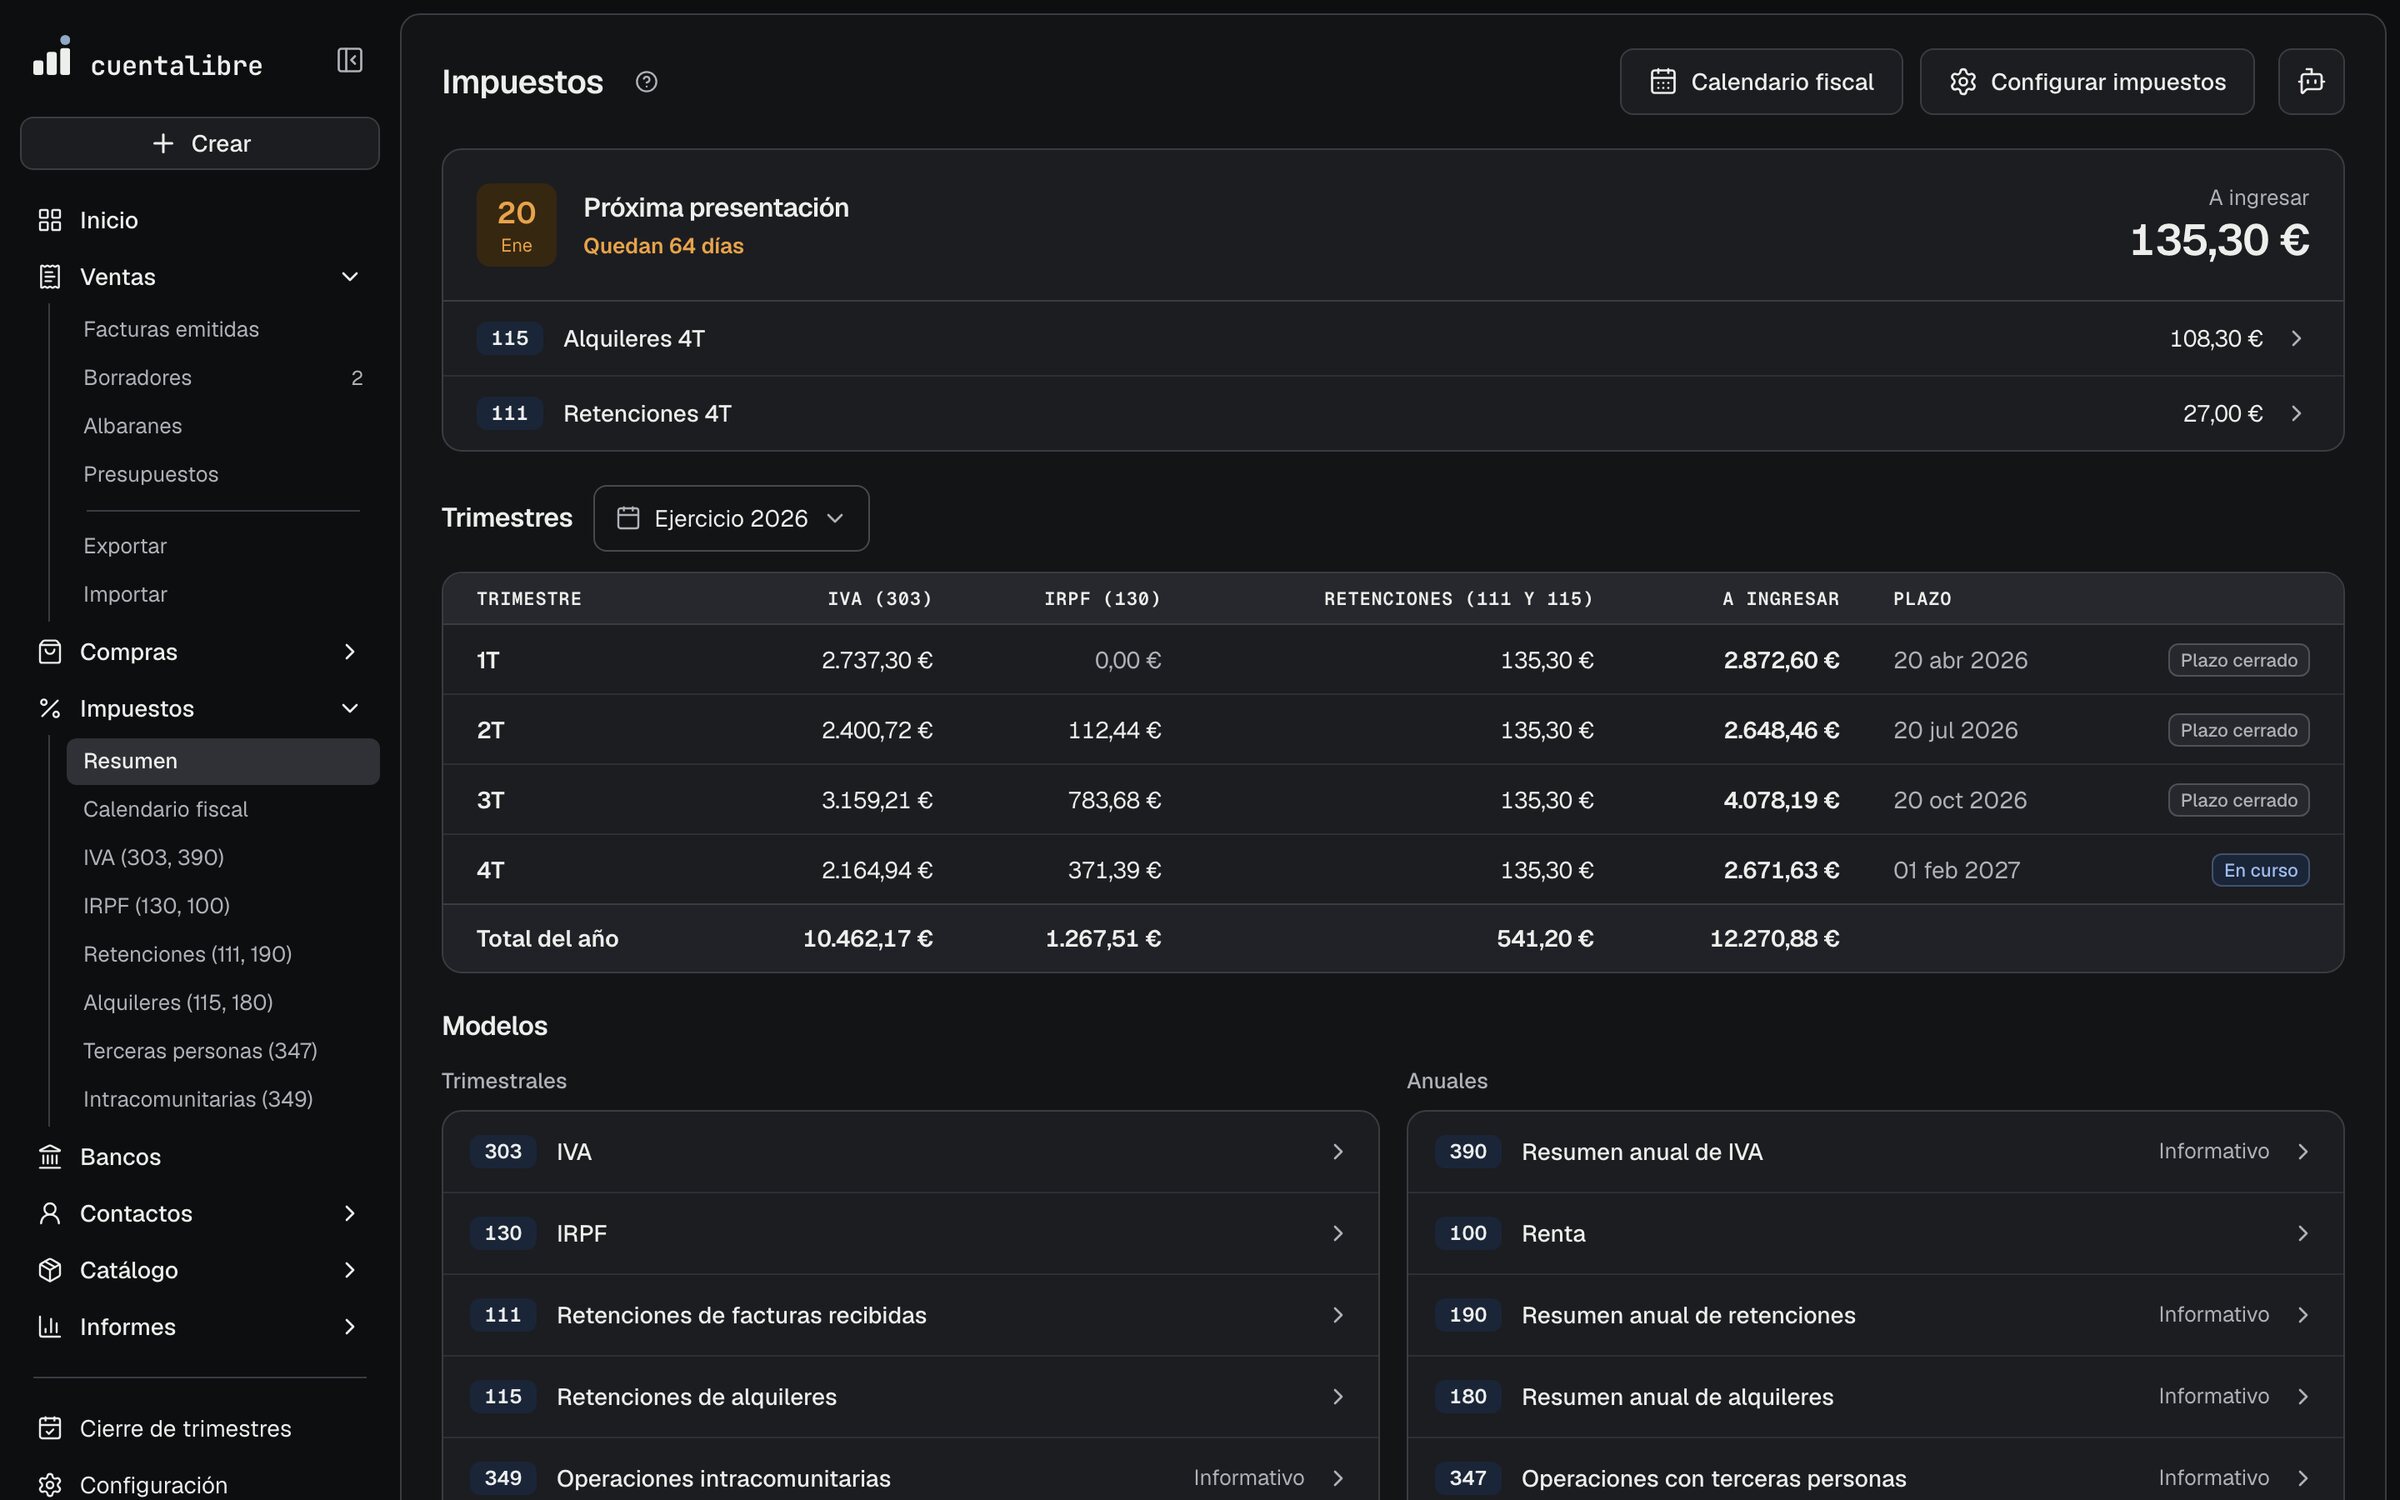 cuentalibre
Crear
Inicio
Ventas
Facturas emitidas
Borradores 2
Albaranes
Presupuestos
Exportar
Importar
Compras
Impuestos
Resumen
Calendario fiscal
IVA (303, 390)
IRPF (130, 100)
Retenciones (111, 190)
Alquileres (115, 180)
Terceras personas (347)
Intracomunitarias (349)
Bancos
Contactos
Catálogo
Informes
Cierre de trimestres
Configuración
Impuestos
Calendario fiscal
Configurar impuestos
20
Ene
Próxima presentación
Quedan 64 días
A ingresar
135,30 €
115 Alquileres 4T 108,30 €
111 Retenciones 4T 27,00 €
Trimestres
Ejercicio 2026
TRIMESTRE IVA (303) IRPF (130) RETENCIONES (111 Y 115) A INGRESAR PLAZO
1T 2.737,30 € 0,00 € 135,30 € 2.872,60 € 20 abr 2026 Plazo cerrado
2T 2.400,72 € 112,44 € 135,30 € 2.648,46 € 20 jul 2026 Plazo cerrado
3T 3.159,21 € 783,68 € 135,30 € 4.078,19 € 20 oct 2026 Plazo cerrado
4T 2.164,94 € 371,39 € 135,30 € 2.671,63 € 01 feb 2027 En curso
Total del año 10.462,17 € 1.267,51 € 541,20 € 12.270,88 €
Modelos
Trimestrales
303 IVA
130 IRPF
111 Retenciones de facturas recibidas
115 Retenciones de alquileres
349 Operaciones intracomunitarias Informativo
Anuales
390 Resumen anual de IVA Informativo
100 Renta
190 Resumen anual de retenciones Informativo
180 Resumen anual de alquileres Informativo
347 Operaciones con terceras personas Informativo